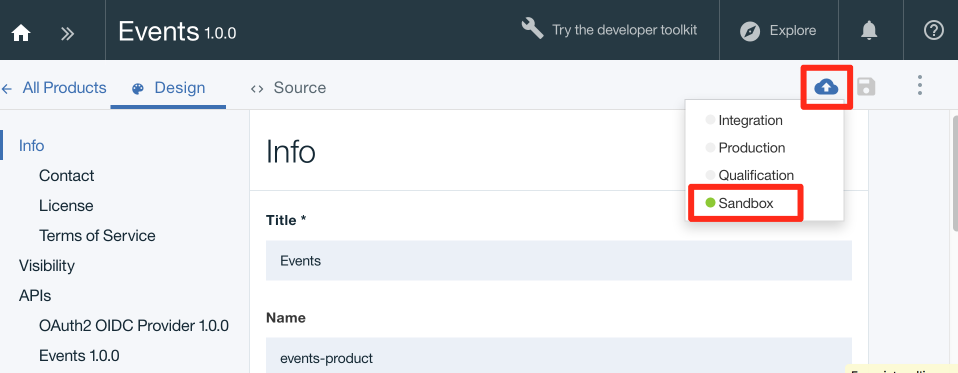 Events 1.0.0
Try the developer toolkit
Explore
All Products
Design
Source
Integration
Production
Qualification
Sandbox
Info
Contact
License
Terms of Service
Visibility
APIs
OAuth2 OIDC Provider 1.0.0
Events 1.0.0
Info
Title *
Events
Name
events-product